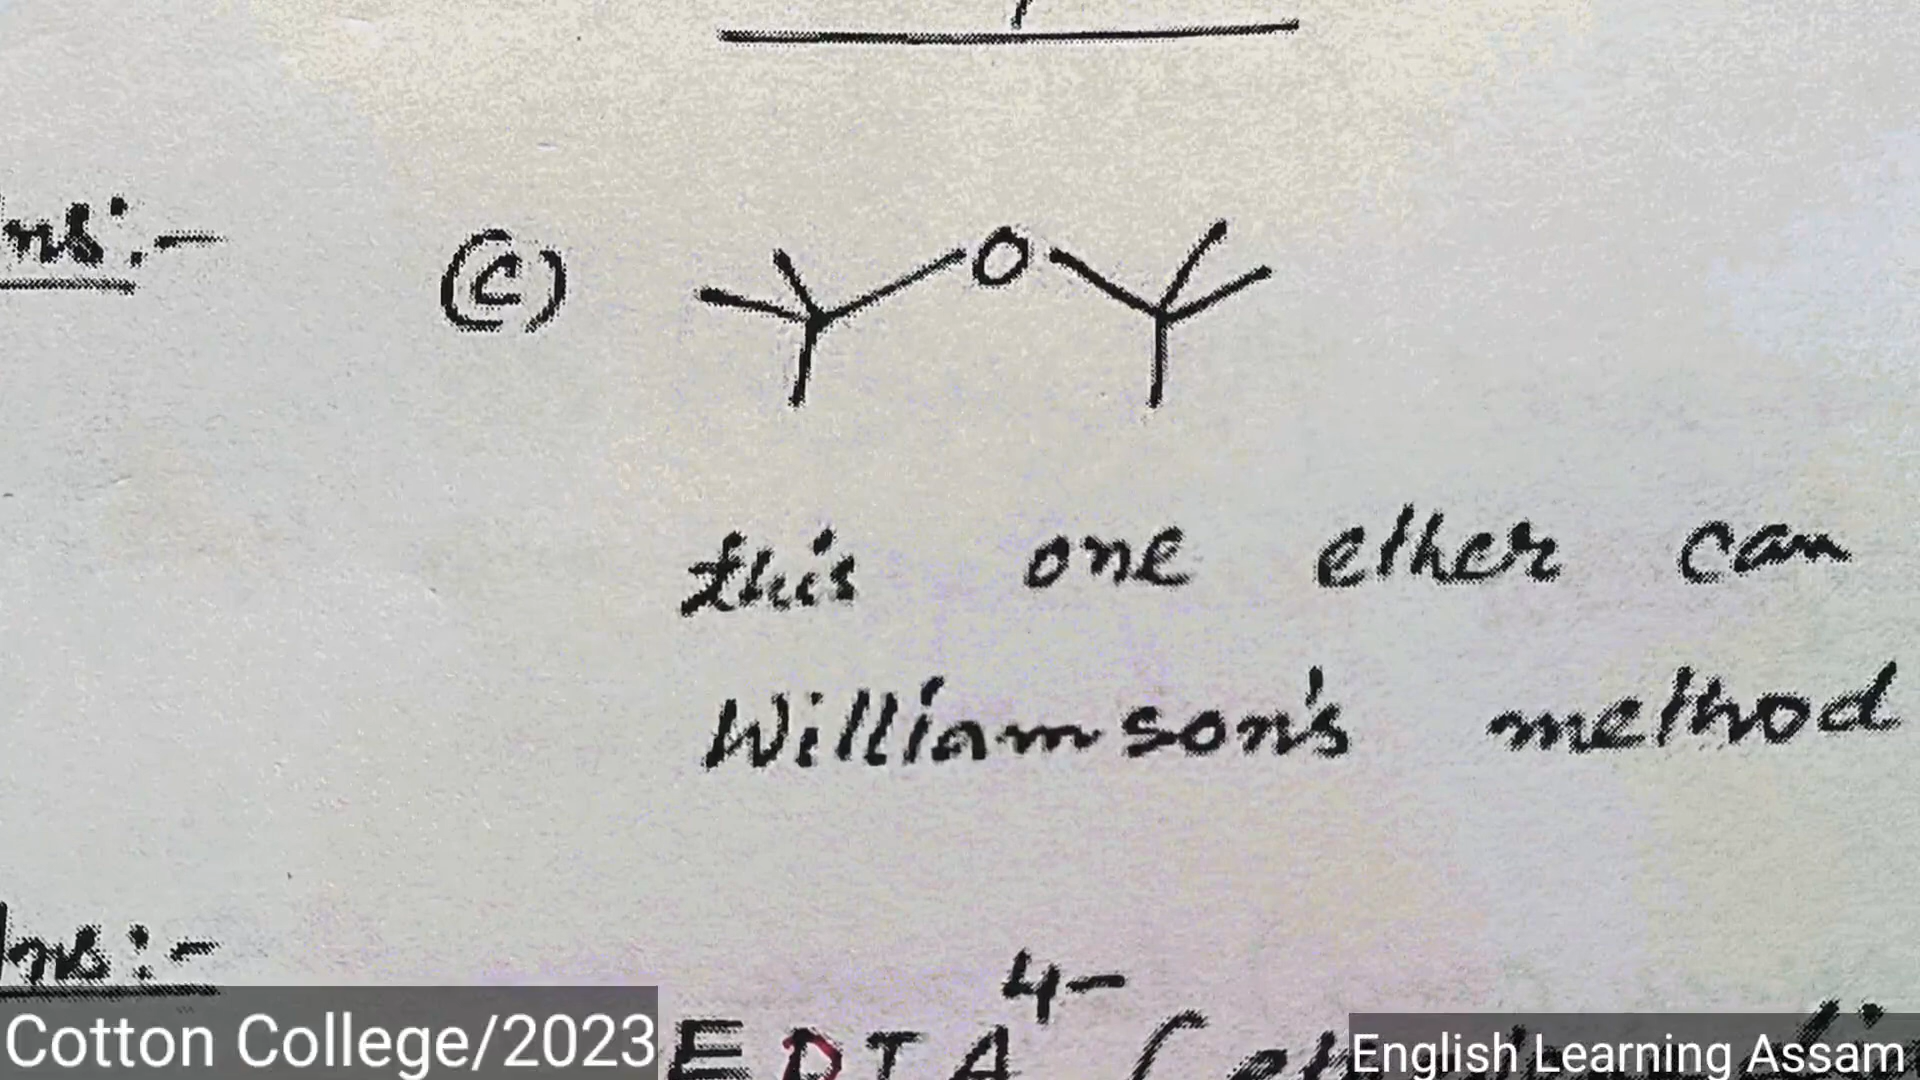 Ans:- (c) O
this one ether can
Williamson's method
Ans:- 4-
EDTA (
Cotton College/2023
English Learning Assam